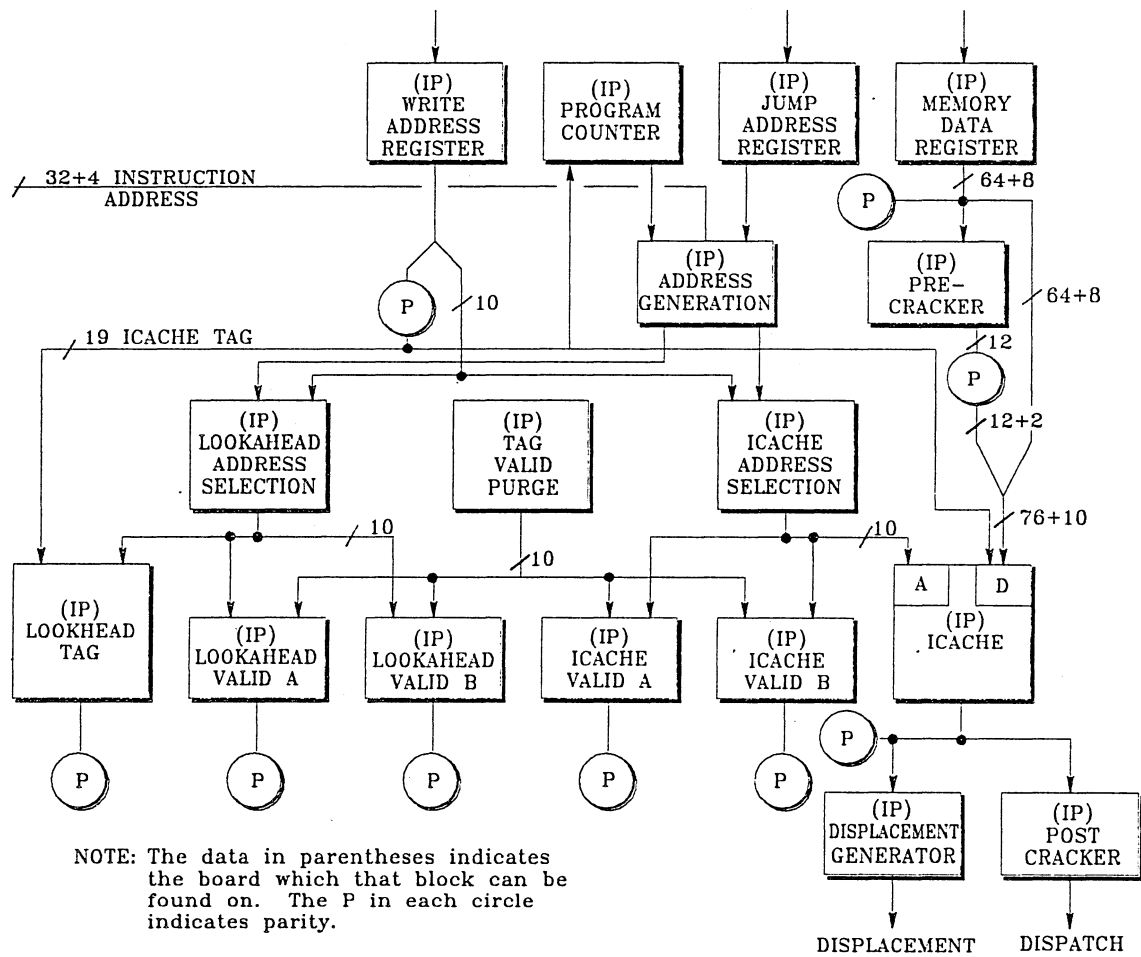 (IP)
WRITE
ADDRESS
REGISTER
(IP)
PROGRAM
COUNTER
(IP)
JUMP
ADDRESS
REGISTER
(IP)
MEMORY
DATA
REGISTER
32+4 INSTRUCTION
ADDRESS
64+8
P
(IP)
ADDRESS
GENERATION
(IP)
PRE-
CRACKER
P
10
64+8
19 ICACHE TAG
12
P
12+2
(IP)
LOOKAHEAD
ADDRESS
SELECTION
(IP)
TAG
VALID
PURGE
(IP)
ICACHE
ADDRESS
SELECTION
76+10
10
10
10
(IP)
LOOKHEAD
TAG
(IP)
LOOKAHEAD
VALID A
(IP)
LOOKAHEAD
VALID B
(IP)
ICACHE
VALID A
(IP)
ICACHE
VALID B
A
D
(IP)
ICACHE
P
P
P
P
P
P
(IP)
DISPLACEMENT
GENERATOR
(IP)
POST
CRACKER
NOTE: The data in parentheses indicates
the board which that block can be
found on. The P in each circle
indicates parity.
DISPLACEMENT
DISPATCH